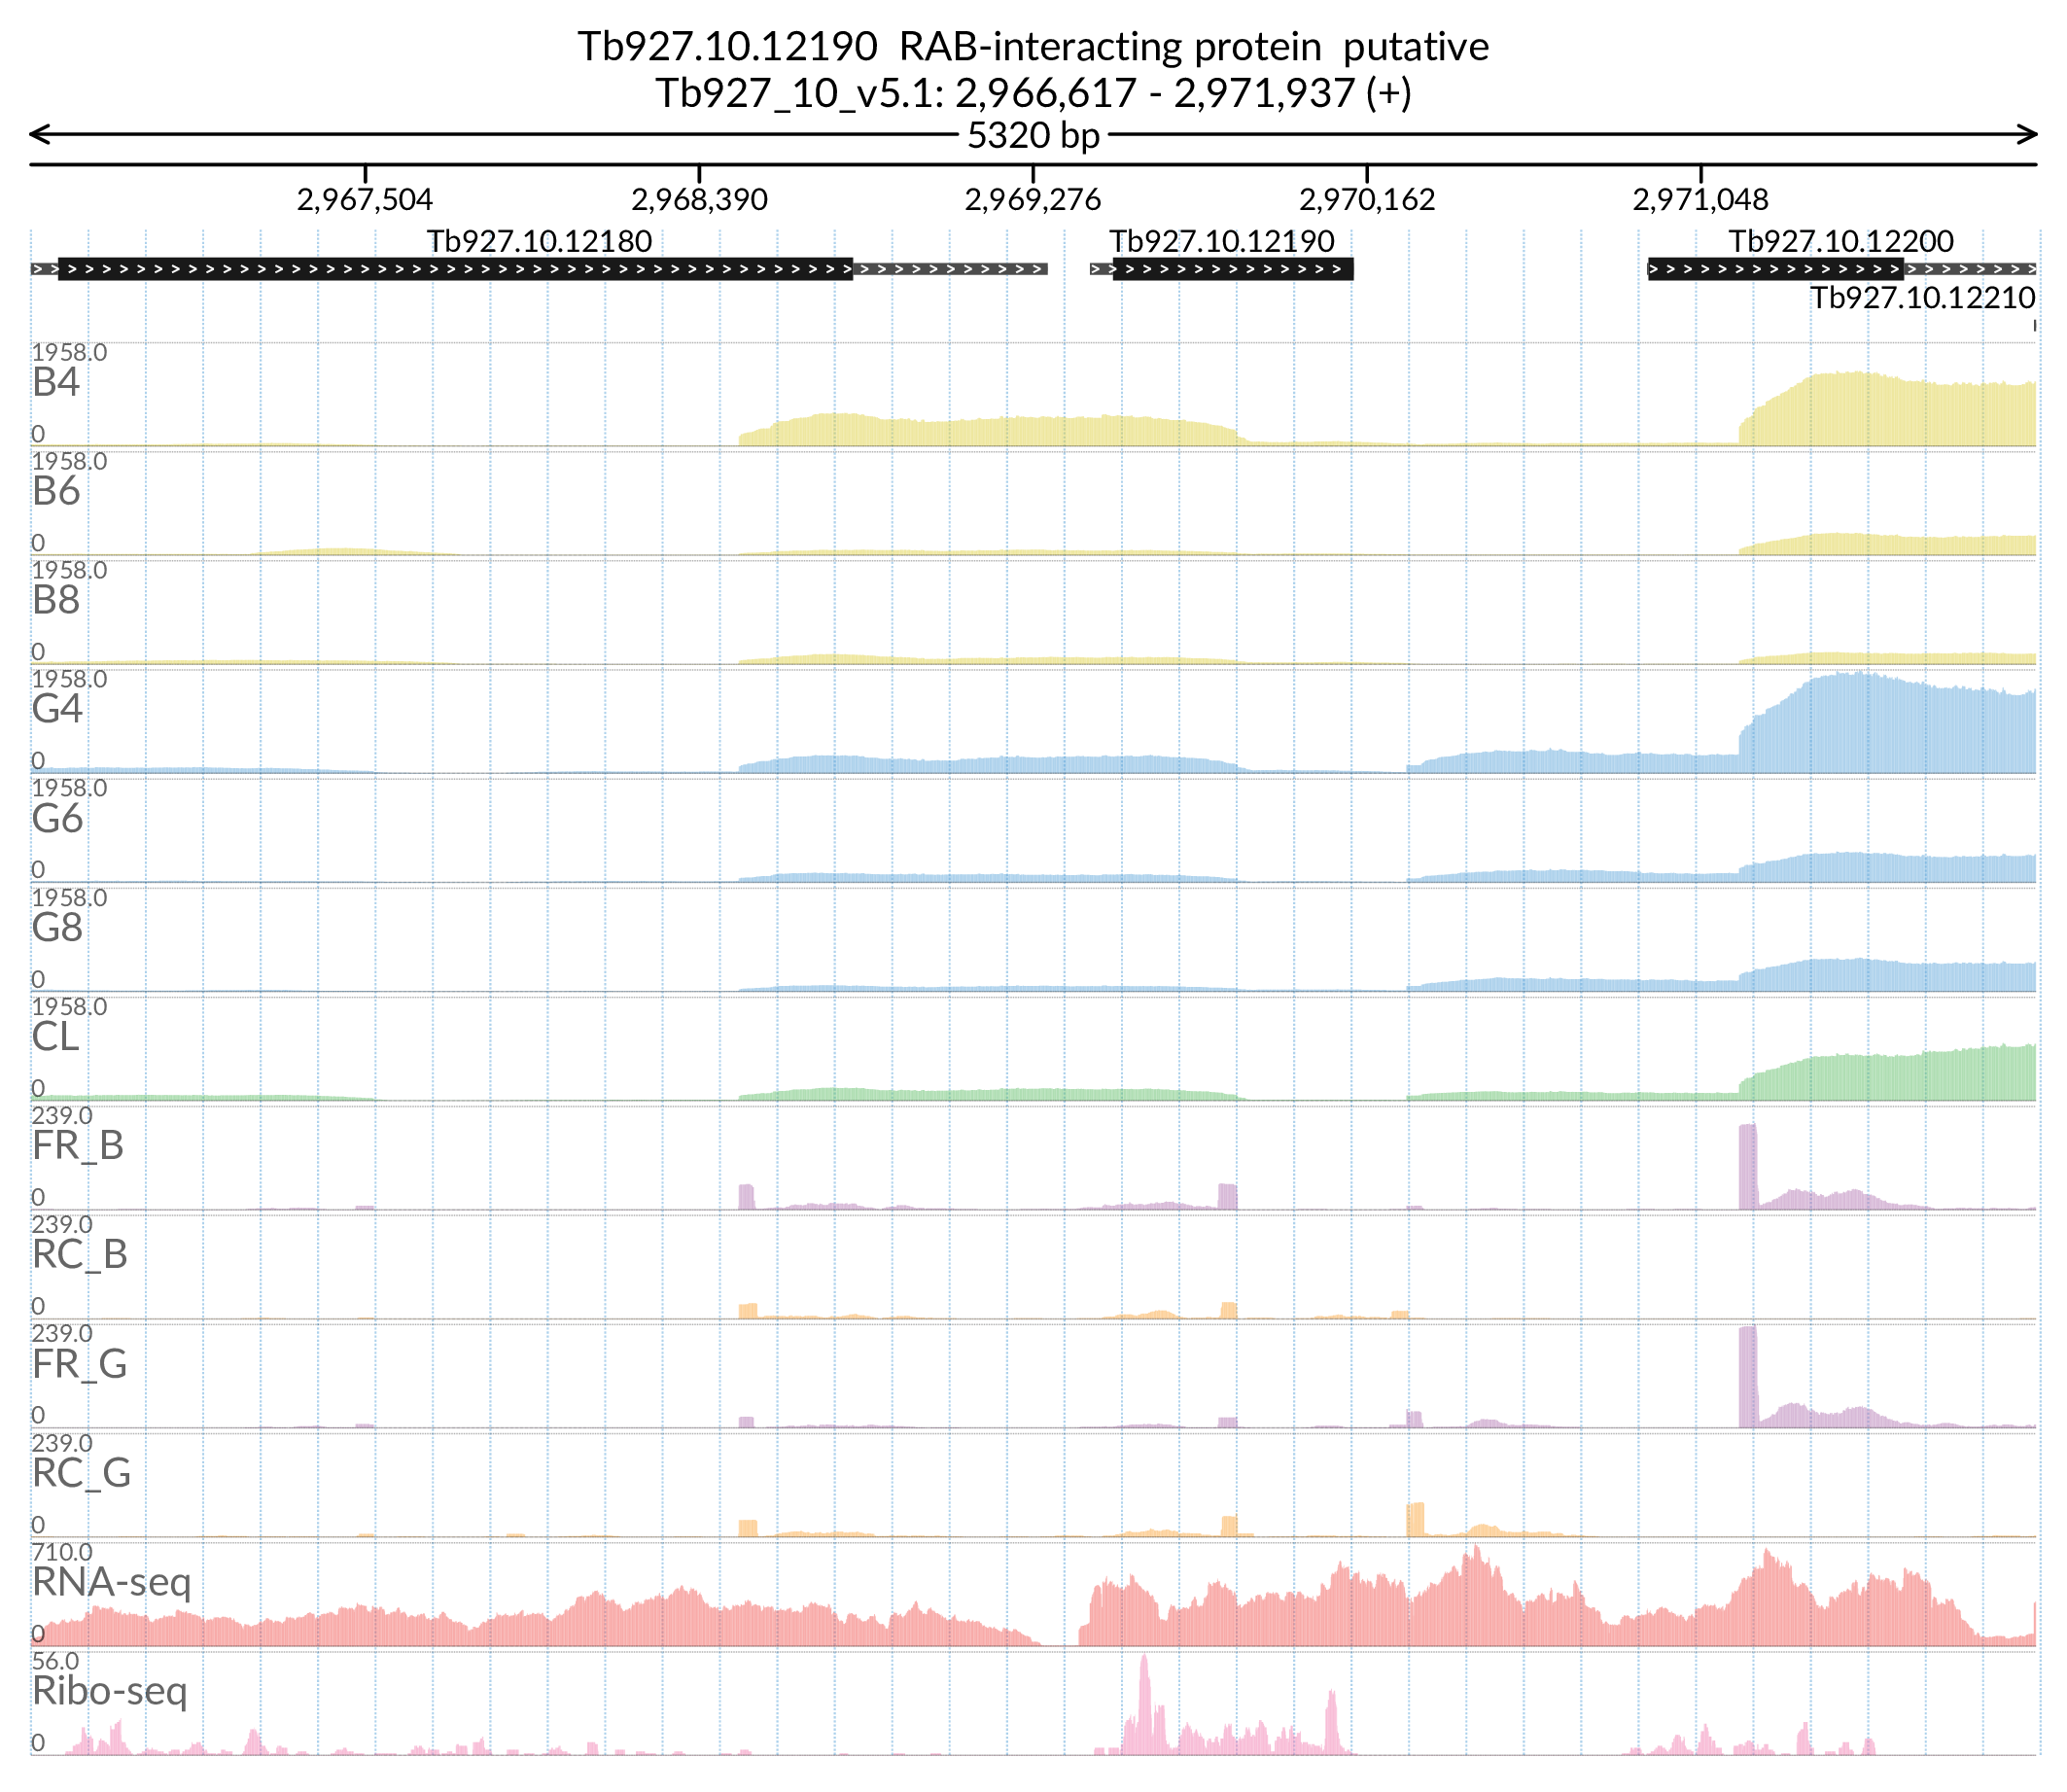 Tb927.10.12190  RAB-interacting protein  putative
Tb927_10_v5.1: 2,966,617 - 2,971,937 (+)
5320 bp
2,967,504 2,968,390 2,969,276 2,970,162 2,971,048
Tb927.10.12180 Tb927.10.12190 Tb927.10.12200
Tb927.10.12210
1958.0
B4
0
1958.0
B6
0
1958.0
B8
0
1958.0
G4
0
1958.0
G6
0
1958.0
G8
0
1958.0
CL
0
239.0
FR_B
0
239.0
RC_B
0
239.0
FR_G
0
239.0
RC_G
0
710.0
RNA-seq
0
56.0
Ribo-seq
0